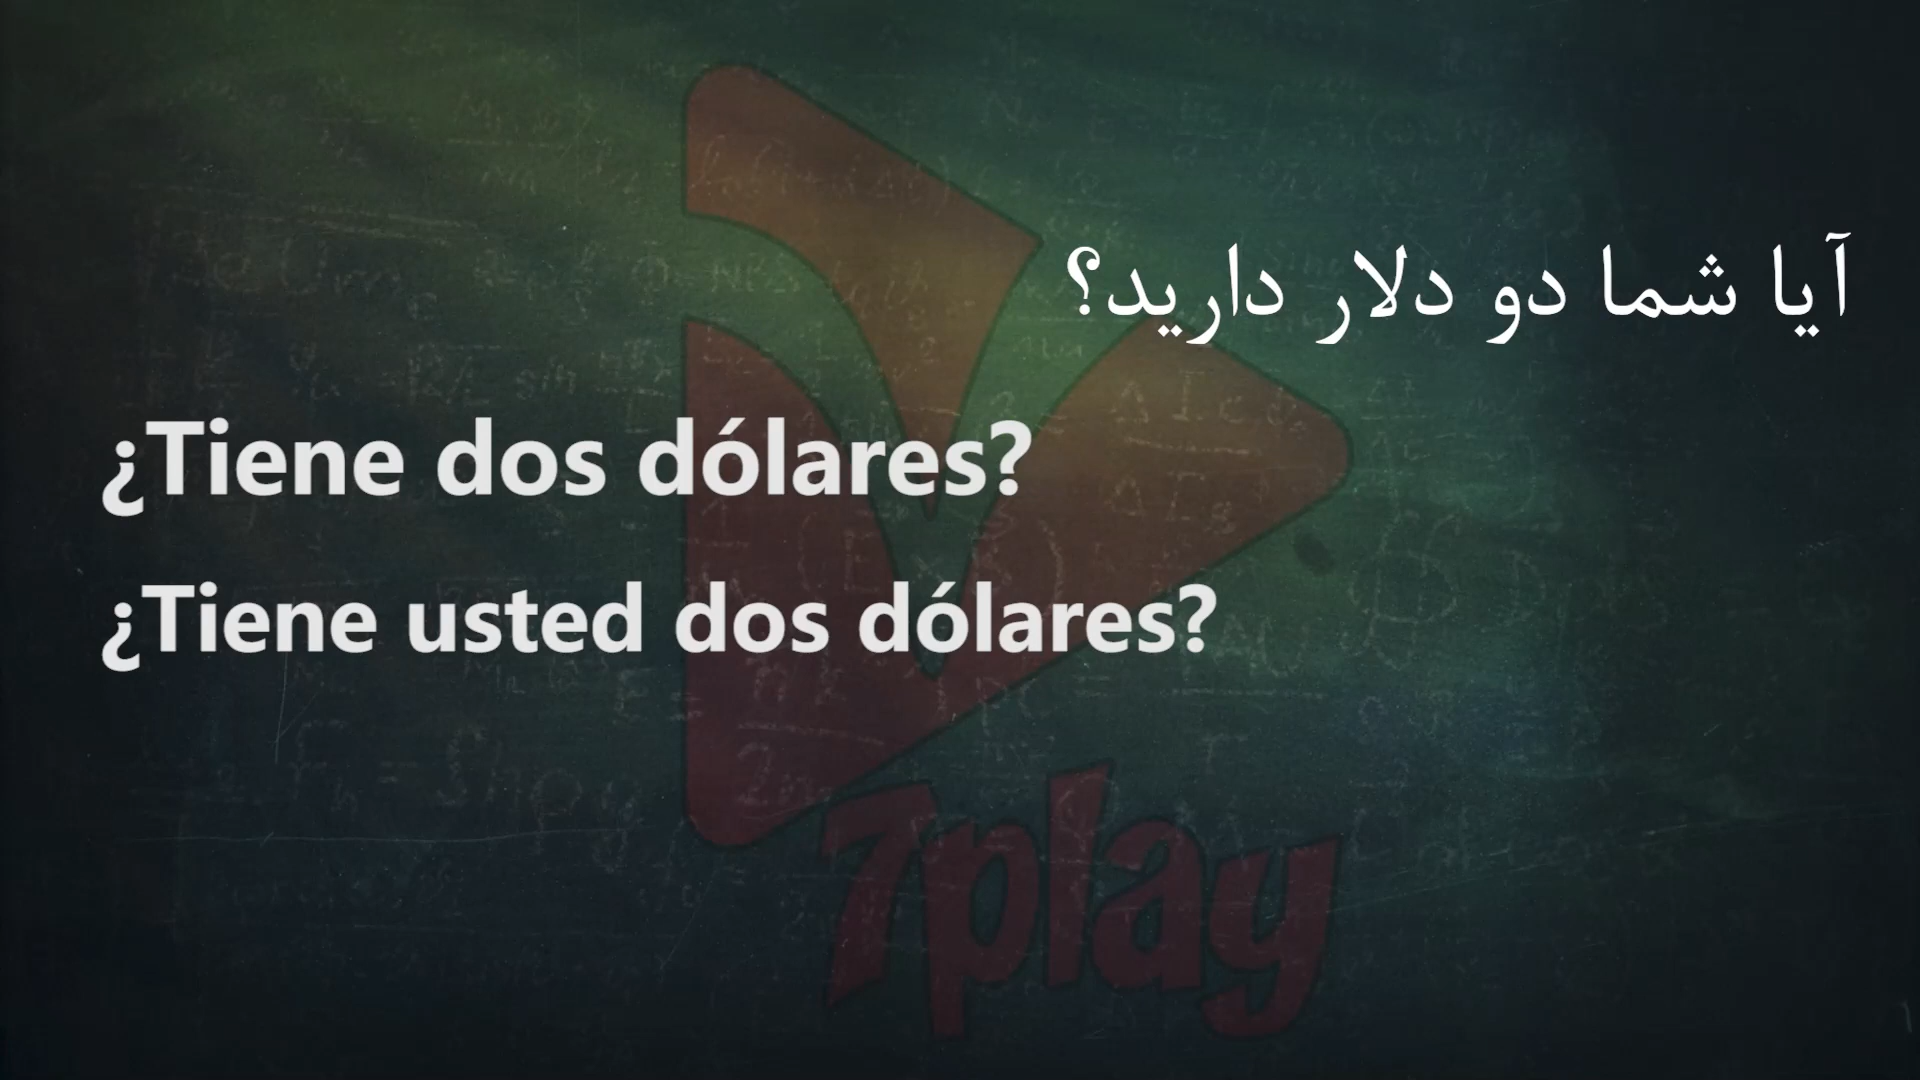 آیا شما دو دلار دارید؟
¿Tiene dos dólares?
¿Tiene usted dos dólares?
7play